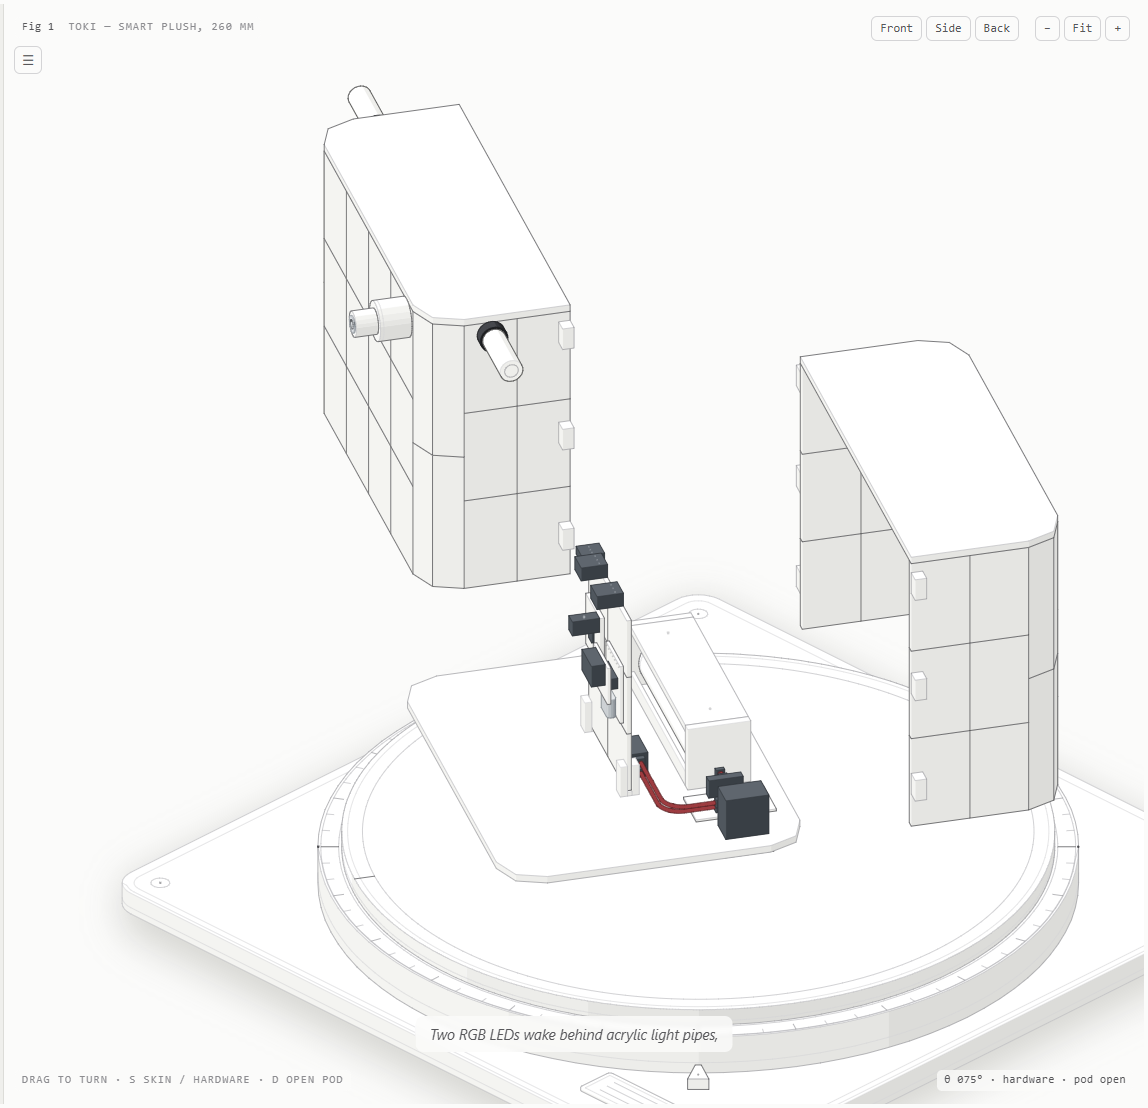 Fig 1 TOKI — SMART PLUSH, 260 MM
Front Side Back − Fit +
Two RGB LEDs wake behind acrylic light pipes,
DRAG TO TURN · S SKIN / HARDWARE · D OPEN POD
θ 075° · hardware · pod open